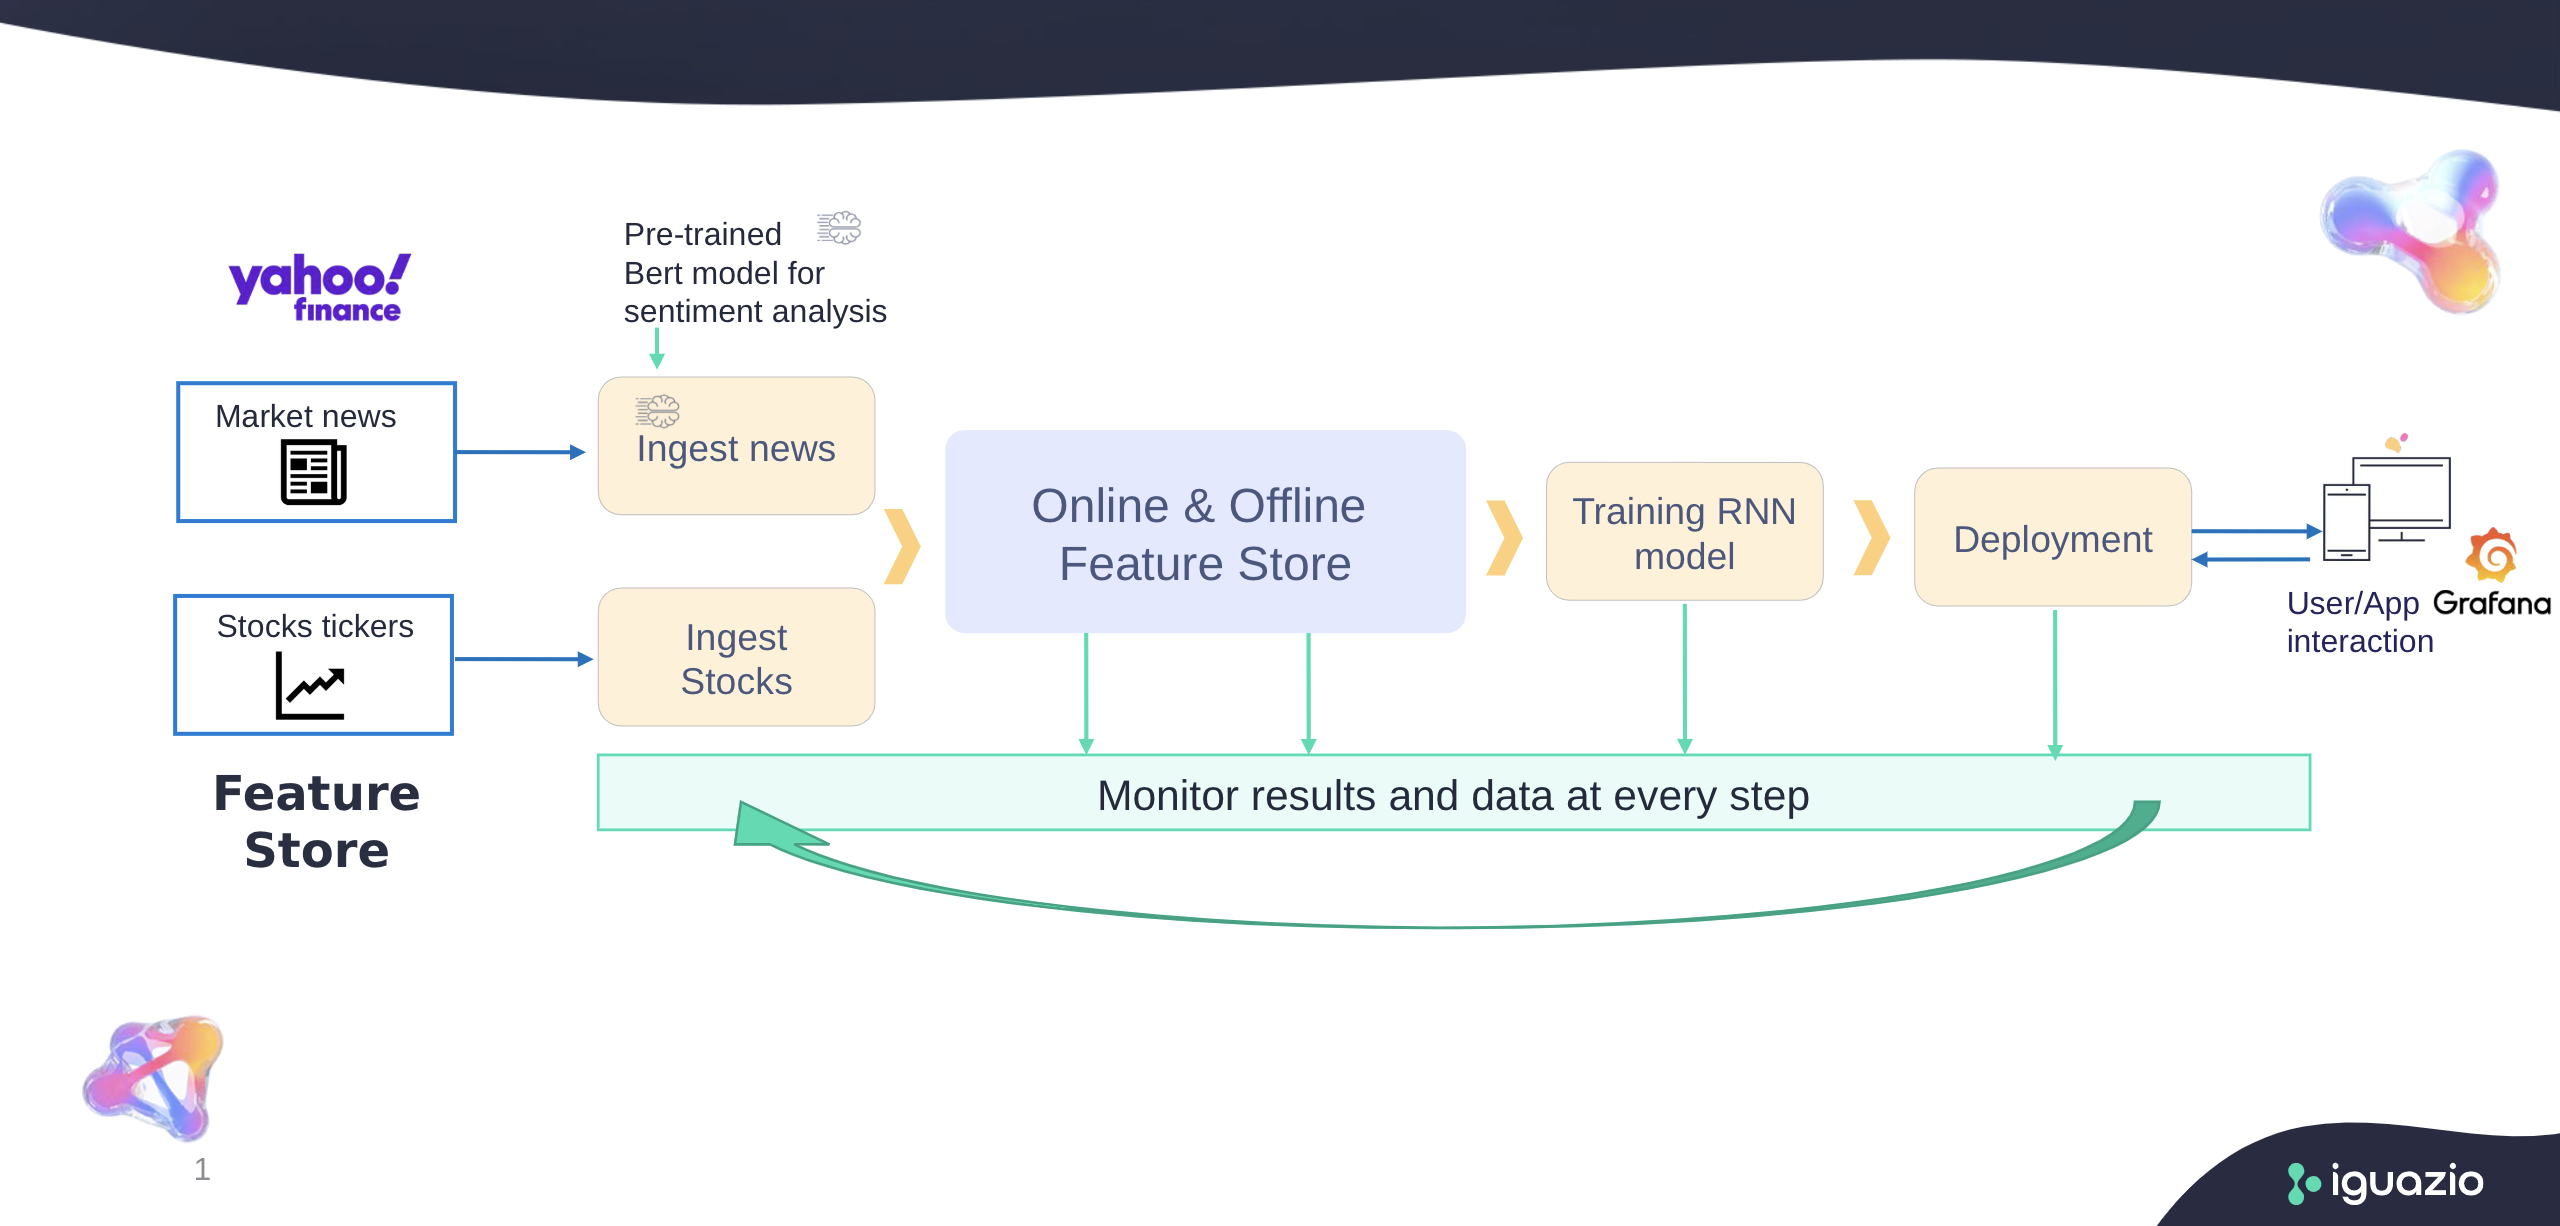 Pre-trained
Bert model for
sentiment analysis
yahoo!
finance
Market news
Ingest news
Online & Offline
Feature Store
Training RNN
model
Deployment
User/App
interaction
Grafana
Stocks tickers
Ingest
Stocks
Feature
Store
Monitor results and data at every step
1
iguazio